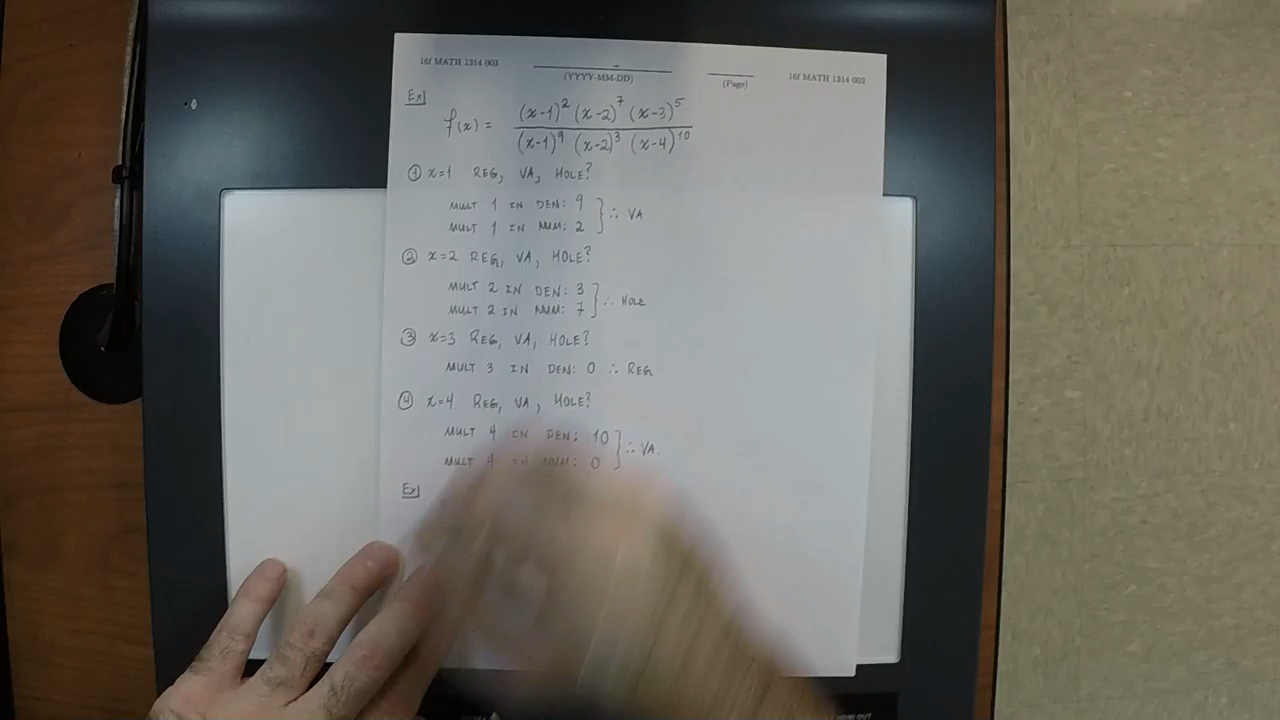 16f MATH 1314 003 (YYYY-MM-DD) (Page) 16f MATH 1314 003
Ex
f(x) = (x-1)^2 (x-2)^7 (x-3)^5 / (x-1)^9 (x-2)^3 (x-4)^10
① x=1 REG, VA, HOLE?
MULT 1 IN DEN: 9
MULT 1 IN NUM: 2 } ∴ VA
② x=2 REG, VA, HOLE?
MULT 2 IN DEN: 3
MULT 2 IN NUM: 7 } ∴ HOLE
③ x=3 REG, VA, HOLE?
MULT 3 IN DEN: 0 ∴ REG
④ x=4 REG, VA, HOLE?
MULT 4 IN DEN: 10
MULT 4 IN NUM: 0 } ∴ VA.
Ex